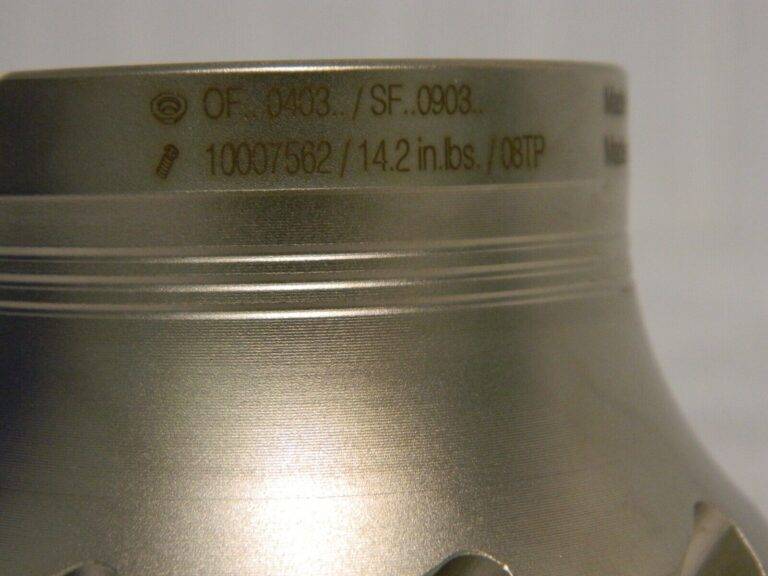 OF.. 0403.. / SF..0903..
10007562 / 14.2 in.lbs. / 08TP